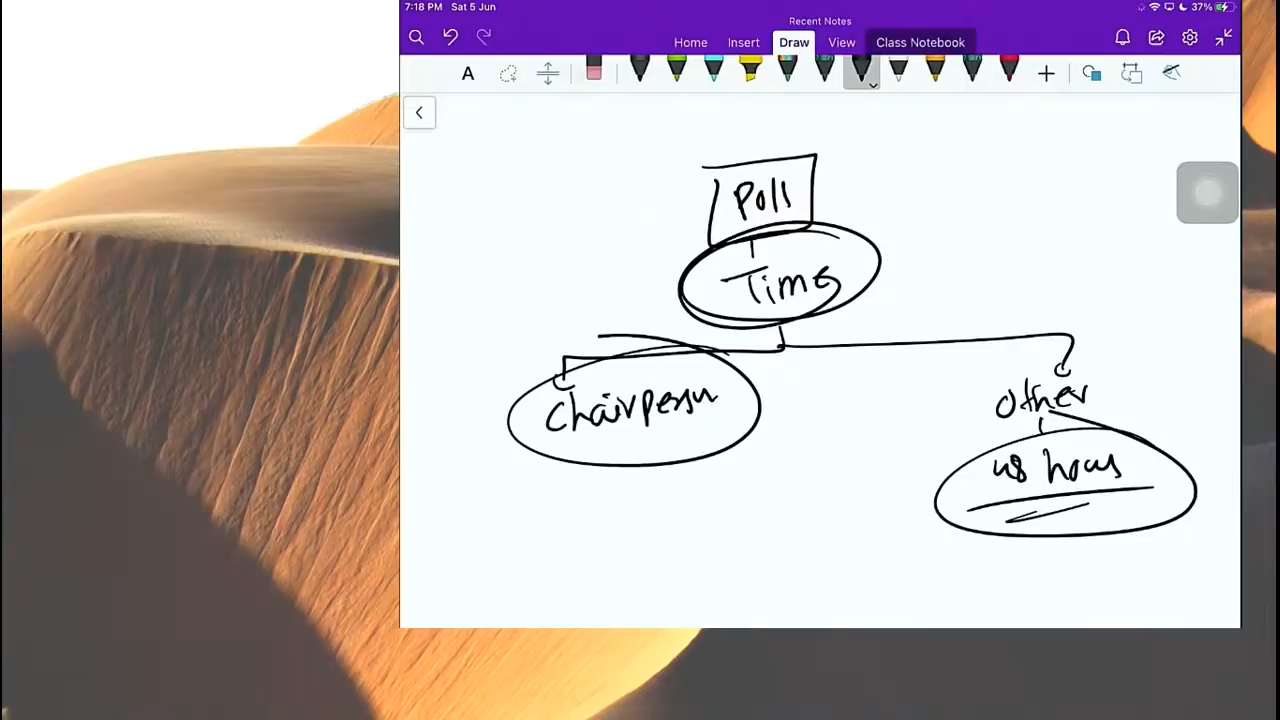 7:18 PM Sat 5 Jun
37%
Recent Notes
Home Insert Draw View Class Notebook
A
Poll
Time
Chairperson
Other
48 hours